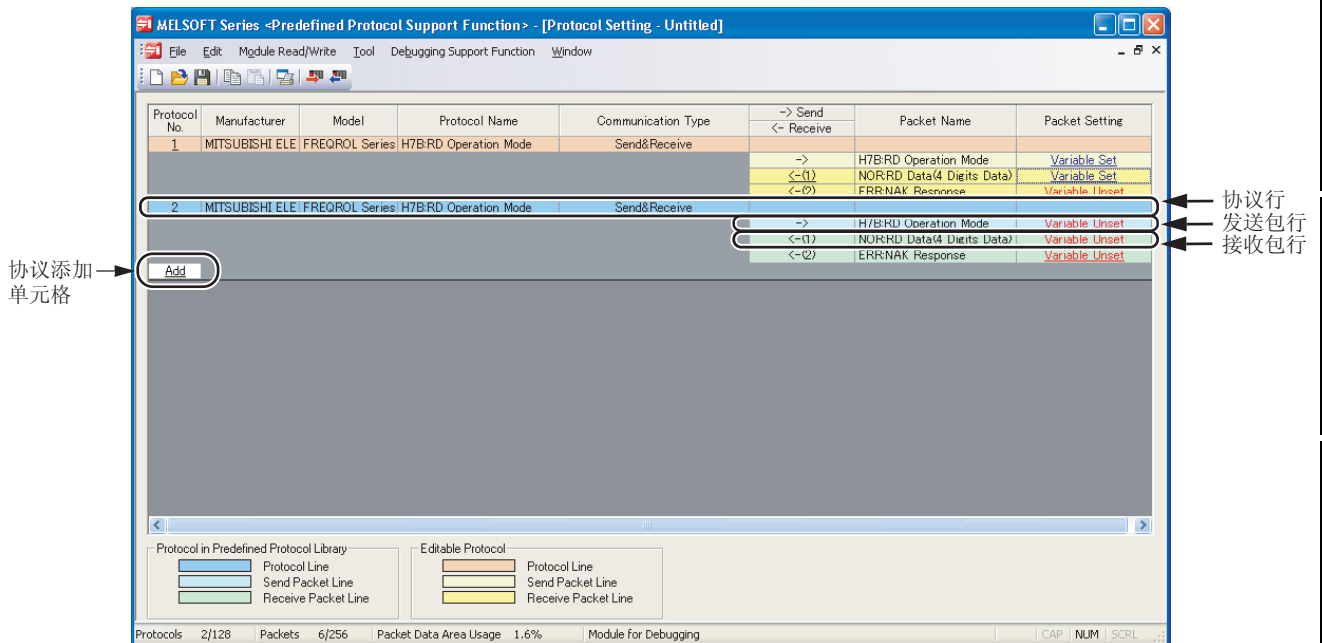 MELSOFT Series <Predefined Protocol Support Function> - [Protocol Setting - Untitled]
File Edit Module Read/Write Tool Debugging Support Function Window
Protocol No. Manufacturer Model Protocol Name Communication Type -> Send <- Receive Packet Name Packet Setting
1 MITSUBISHI ELE FREQROL Series H7B:RD Operation Mode Send&Receive
-> H7B:RD Operation Mode Variable Set
<-(1) NOR:RD Data(4 Digits Data) Variable Set
<-(2) ERR:NAK Response Variable Unset
2 MITSUBISHI ELE FREQROL Series H7B:RD Operation Mode Send&Receive
协议行
-> H7B:RD Operation Mode Variable Unset
发送包行
<-(1) NOR:RD Data(4 Digits Data) Variable Unset
接收包行
<-(2) ERR:NAK Response Variable Unset
协议添加
单元格
Add
Protocol in Predefined Protocol Library
Protocol Line
Send Packet Line
Receive Packet Line
Editable Protocol
Protocol Line
Send Packet Line
Receive Packet Line
Protocols 2/128 Packets 6/256 Packet Data Area Usage 1.6% Module for Debugging CAP NUM SCRL